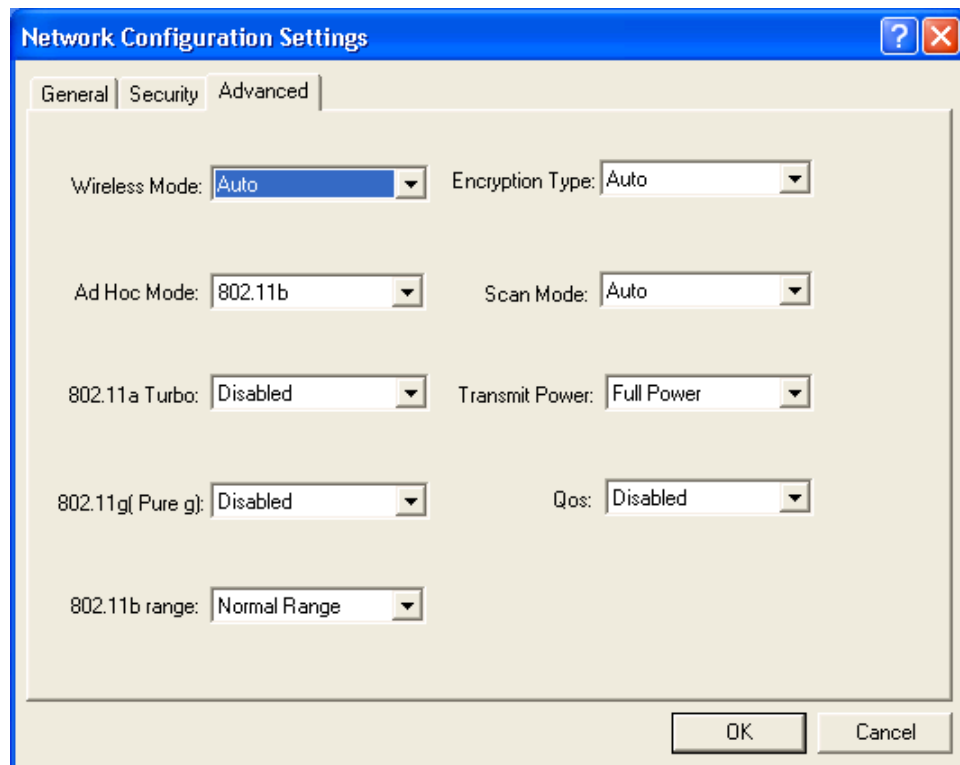 Network Configuration Settings
General Security Advanced
Wireless Mode: Auto Encryption Type: Auto
Ad Hoc Mode: 802.11b Scan Mode: Auto
802.11a Turbo: Disabled Transmit Power: Full Power
802.11g( Pure g): Disabled Qos: Disabled
802.11b range: Normal Range
OK Cancel